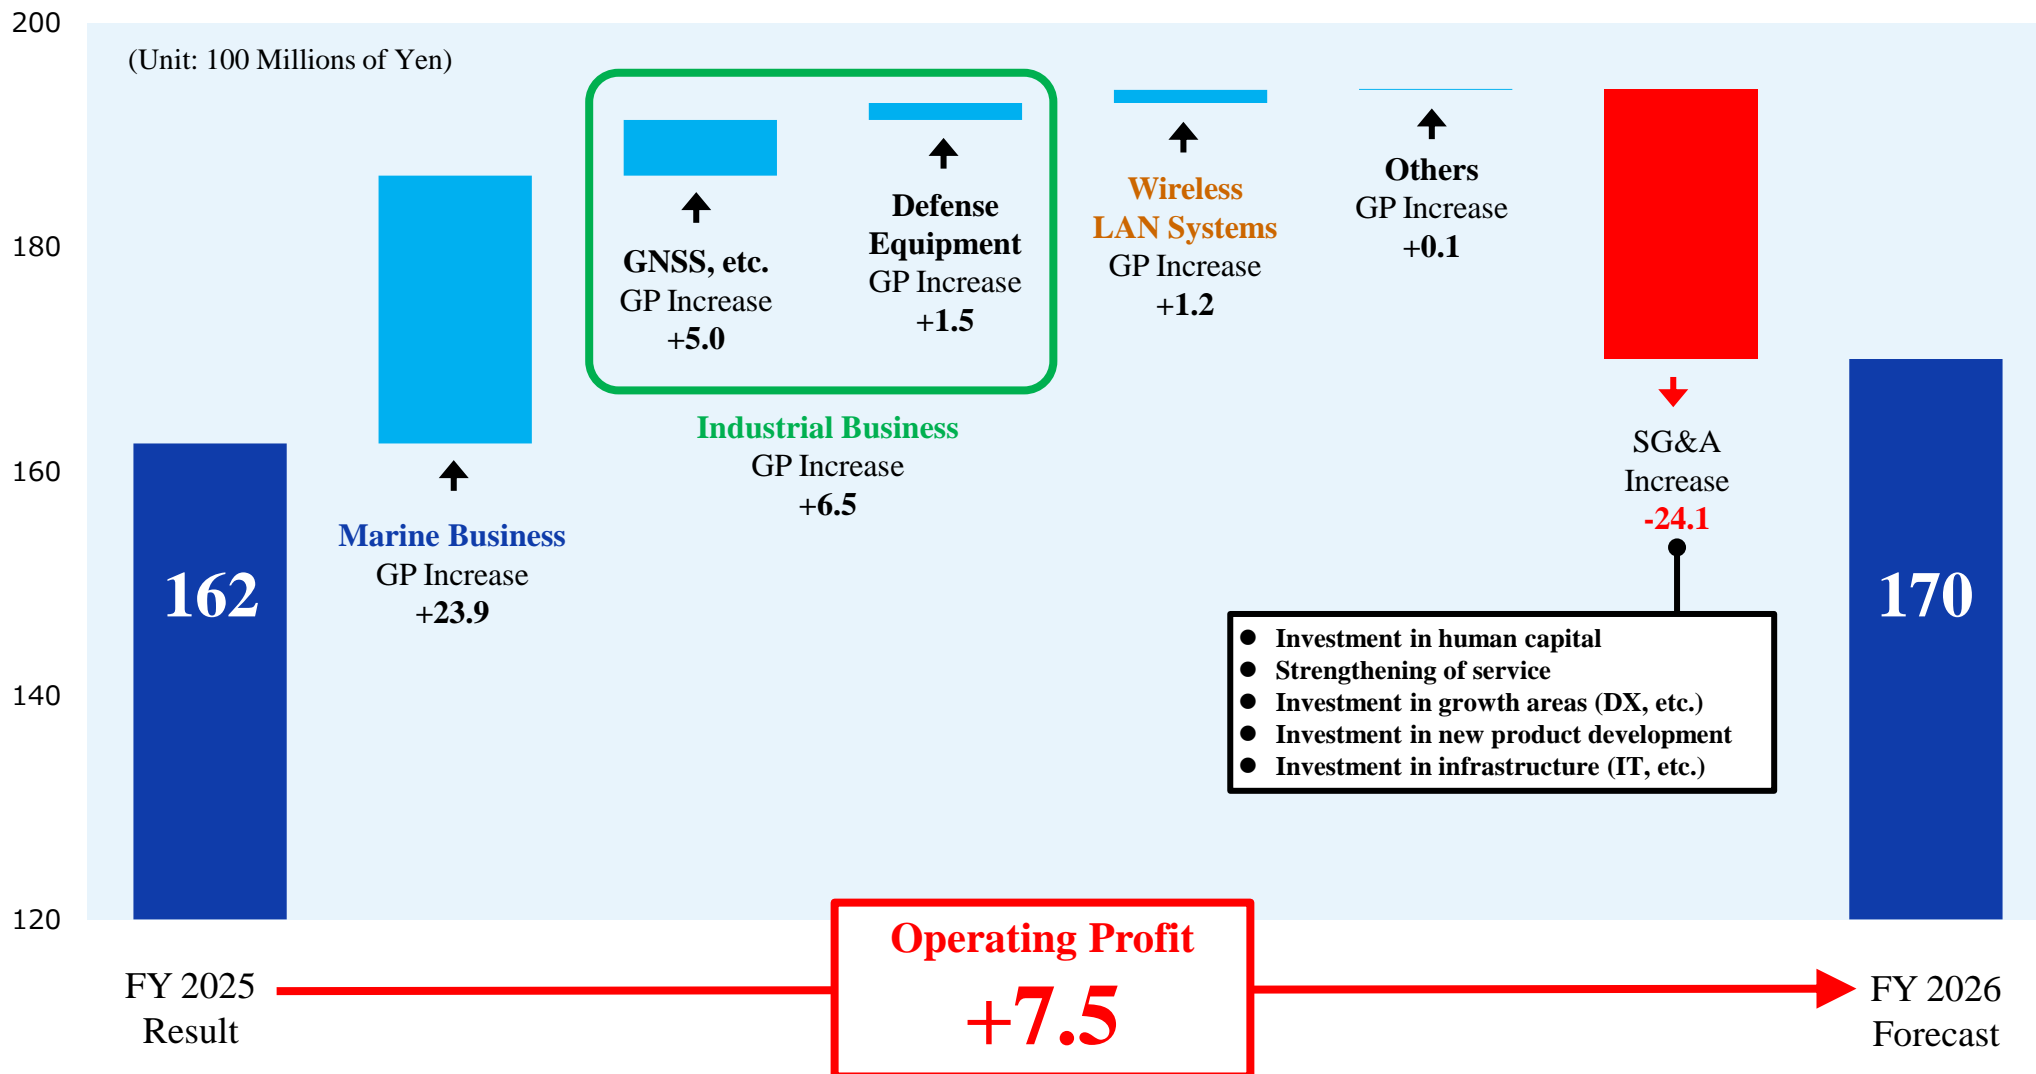 200
180
160
140
120
(Unit: 100 Millions of Yen)
162
Marine Business
GP Increase
+23.9
GNSS, etc.
GP Increase
+5.0
Defense
Equipment
GP Increase
+1.5
Industrial Business
GP Increase
+6.5
Wireless
LAN Systems
GP Increase
+1.2
Others
GP Increase
+0.1
SG&A
Increase
-24.1
● Investment in human capital
● Strengthening of service
● Investment in growth areas (DX, etc.)
● Investment in new product development
● Investment in infrastructure (IT, etc.)
170
FY 2025
Result
Operating Profit
+7.5
FY 2026
Forecast